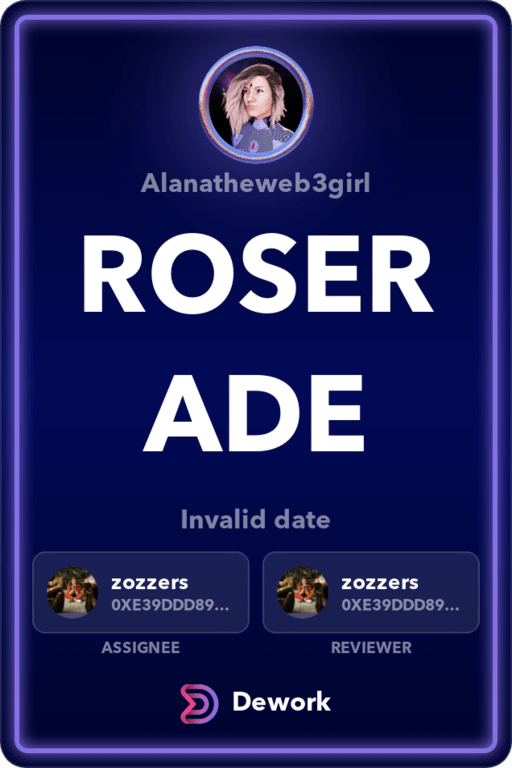 Alanatheweb3girl
ROSER
ADE
Invalid date
zozzers
0XE39DDD89...
ASSIGNEE
zozzers
0XE39DDD89...
REVIEWER
Dework